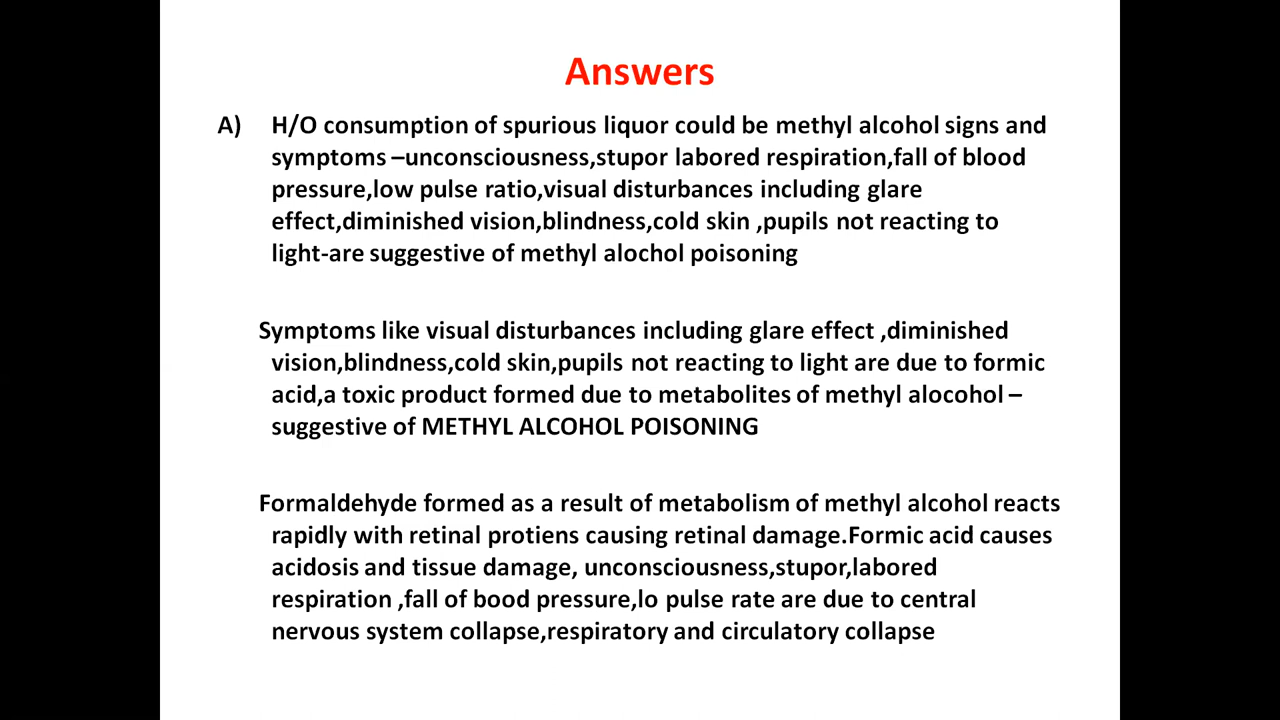 Answers
A) H/O consumption of spurious liquor could be methyl alcohol signs and
symptoms –unconsciousness,stupor labored respiration,fall of blood
pressure,low pulse ratio,visual disturbances including glare
effect,diminished vision,blindness,cold skin ,pupils not reacting to
light-are suggestive of methyl alochol poisoning
Symptoms like visual disturbances including glare effect ,diminished
vision,blindness,cold skin,pupils not reacting to light are due to formic
acid,a toxic product formed due to metabolites of methyl alocohol –
suggestive of METHYL ALCOHOL POISONING
Formaldehyde formed as a result of metabolism of methyl alcohol reacts
rapidly with retinal protiens causing retinal damage.Formic acid causes
acidosis and tissue damage, unconsciousness,stupor,labored
respiration ,fall of bood pressure,lo pulse rate are due to central
nervous system collapse,respiratory and circulatory collapse